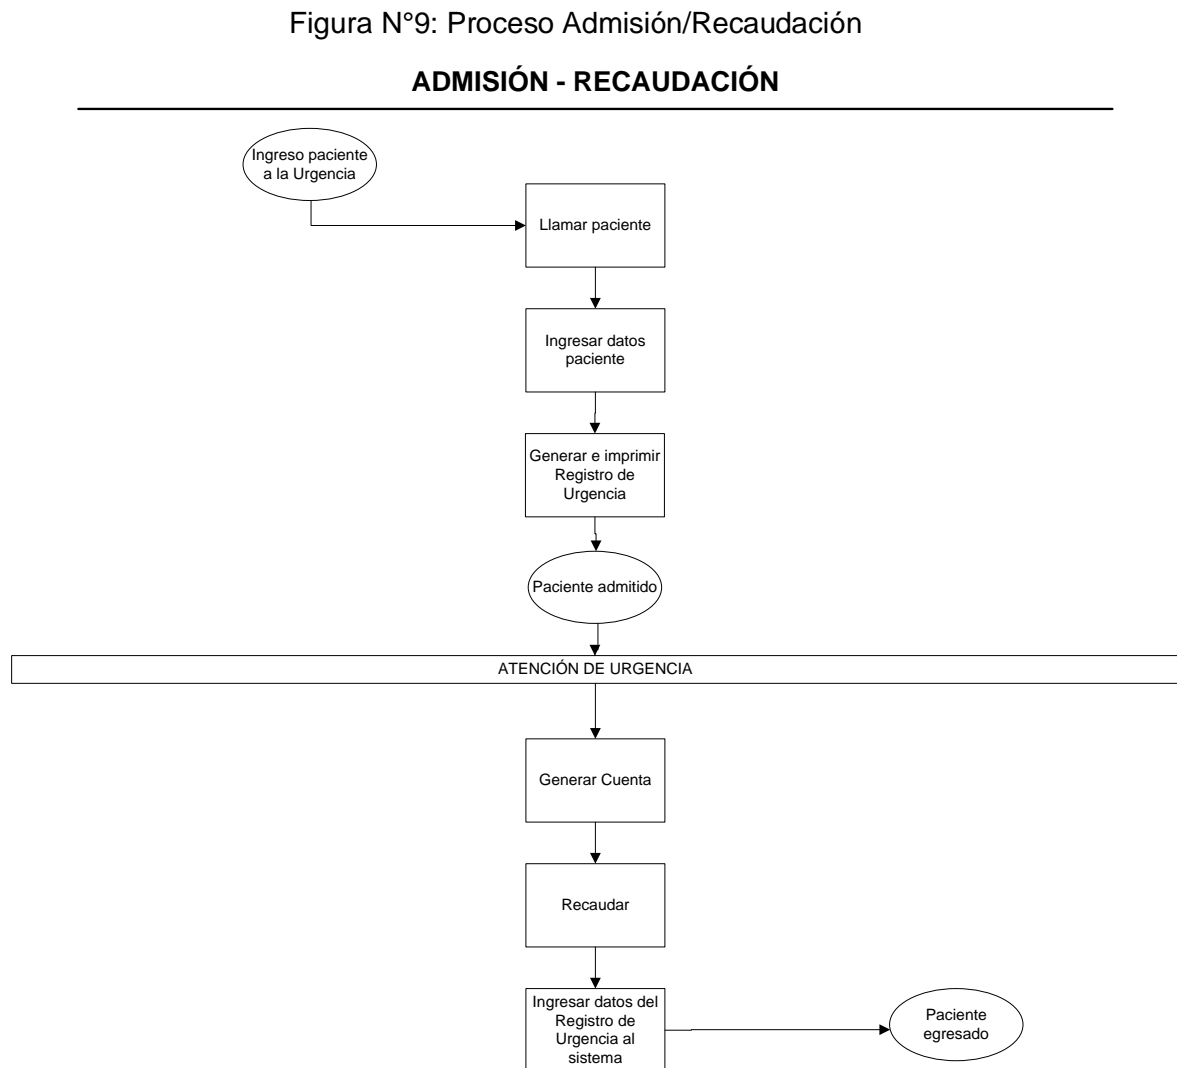 Figura N°9: Proceso Admisión/Recaudación
ADMISIÓN - RECAUDACIÓN
Ingreso paciente
a la Urgencia
Llamar paciente
Ingresar datos
paciente
Generar e imprimir
Registro de
Urgencia
Paciente admitido
ATENCIÓN DE URGENCIA
Generar Cuenta
Recaudar
Ingresar datos del
Registro de
Urgencia al
sistema
Paciente
egresado